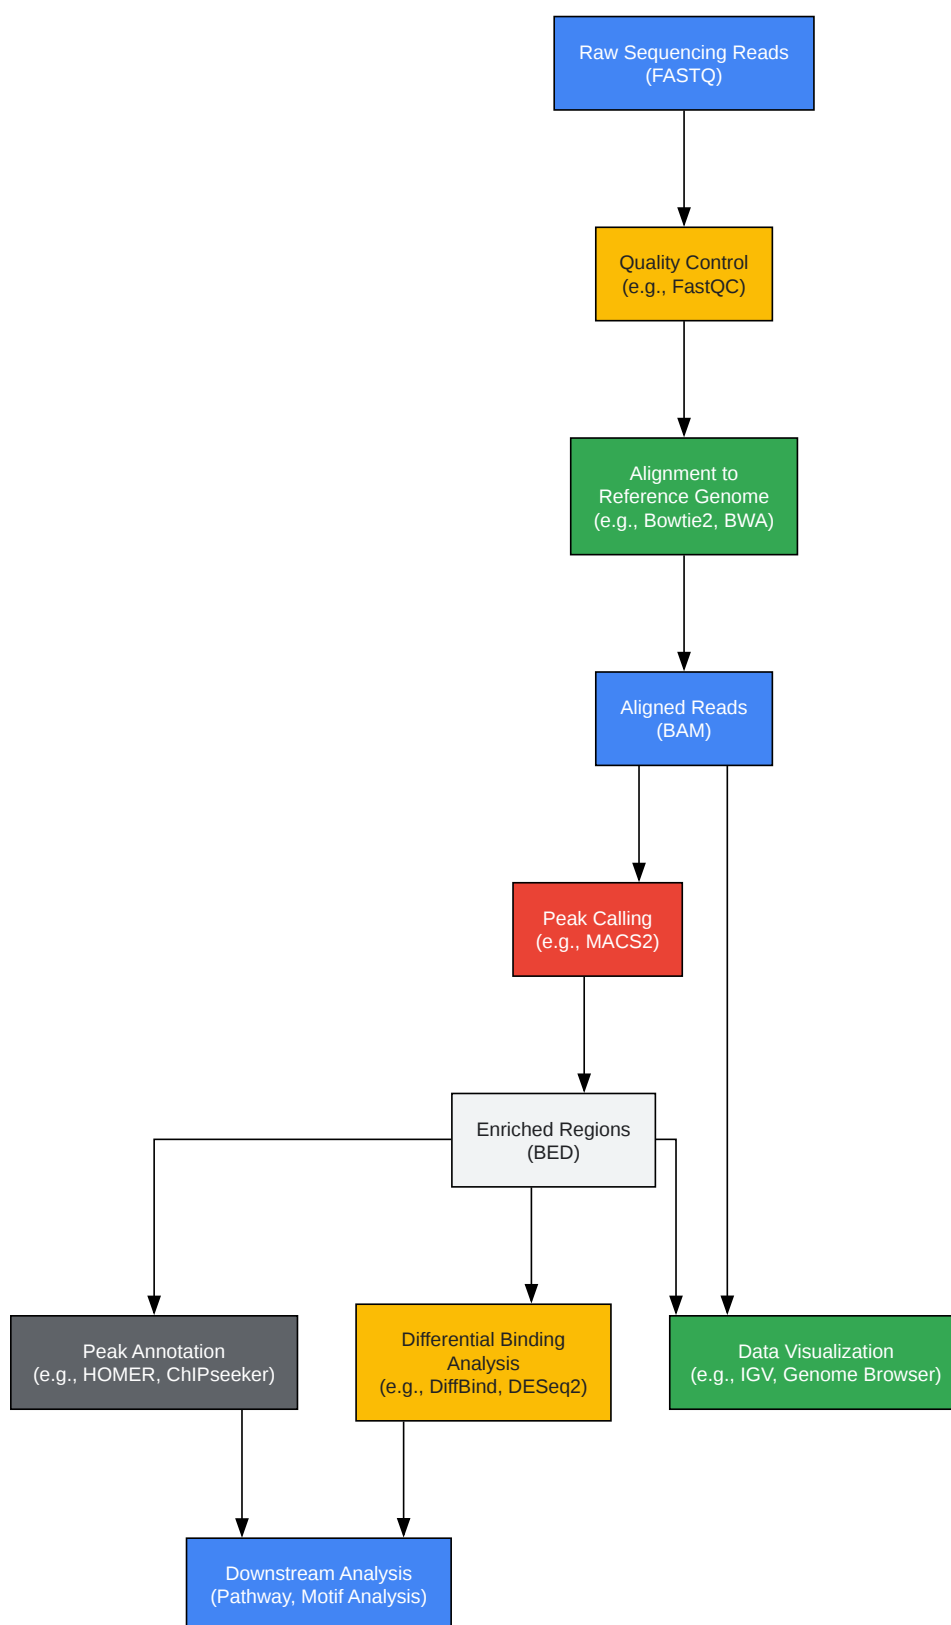 Raw Sequencing Reads
(FASTQ)
Quality Control
(e.g., FastQC)
Alignment to
Reference Genome
(e.g., Bowtie2, BWA)
Aligned Reads
(BAM)
Peak Calling
(e.g., MACS2)
Enriched Regions
(BED)
Peak Annotation
(e.g., HOMER, ChIPseeker)
Differential Binding
Analysis
(e.g., DiffBind, DESeq2)
Data Visualization
(e.g., IGV, Genome Browser)
Downstream Analysis
(Pathway, Motif Analysis)